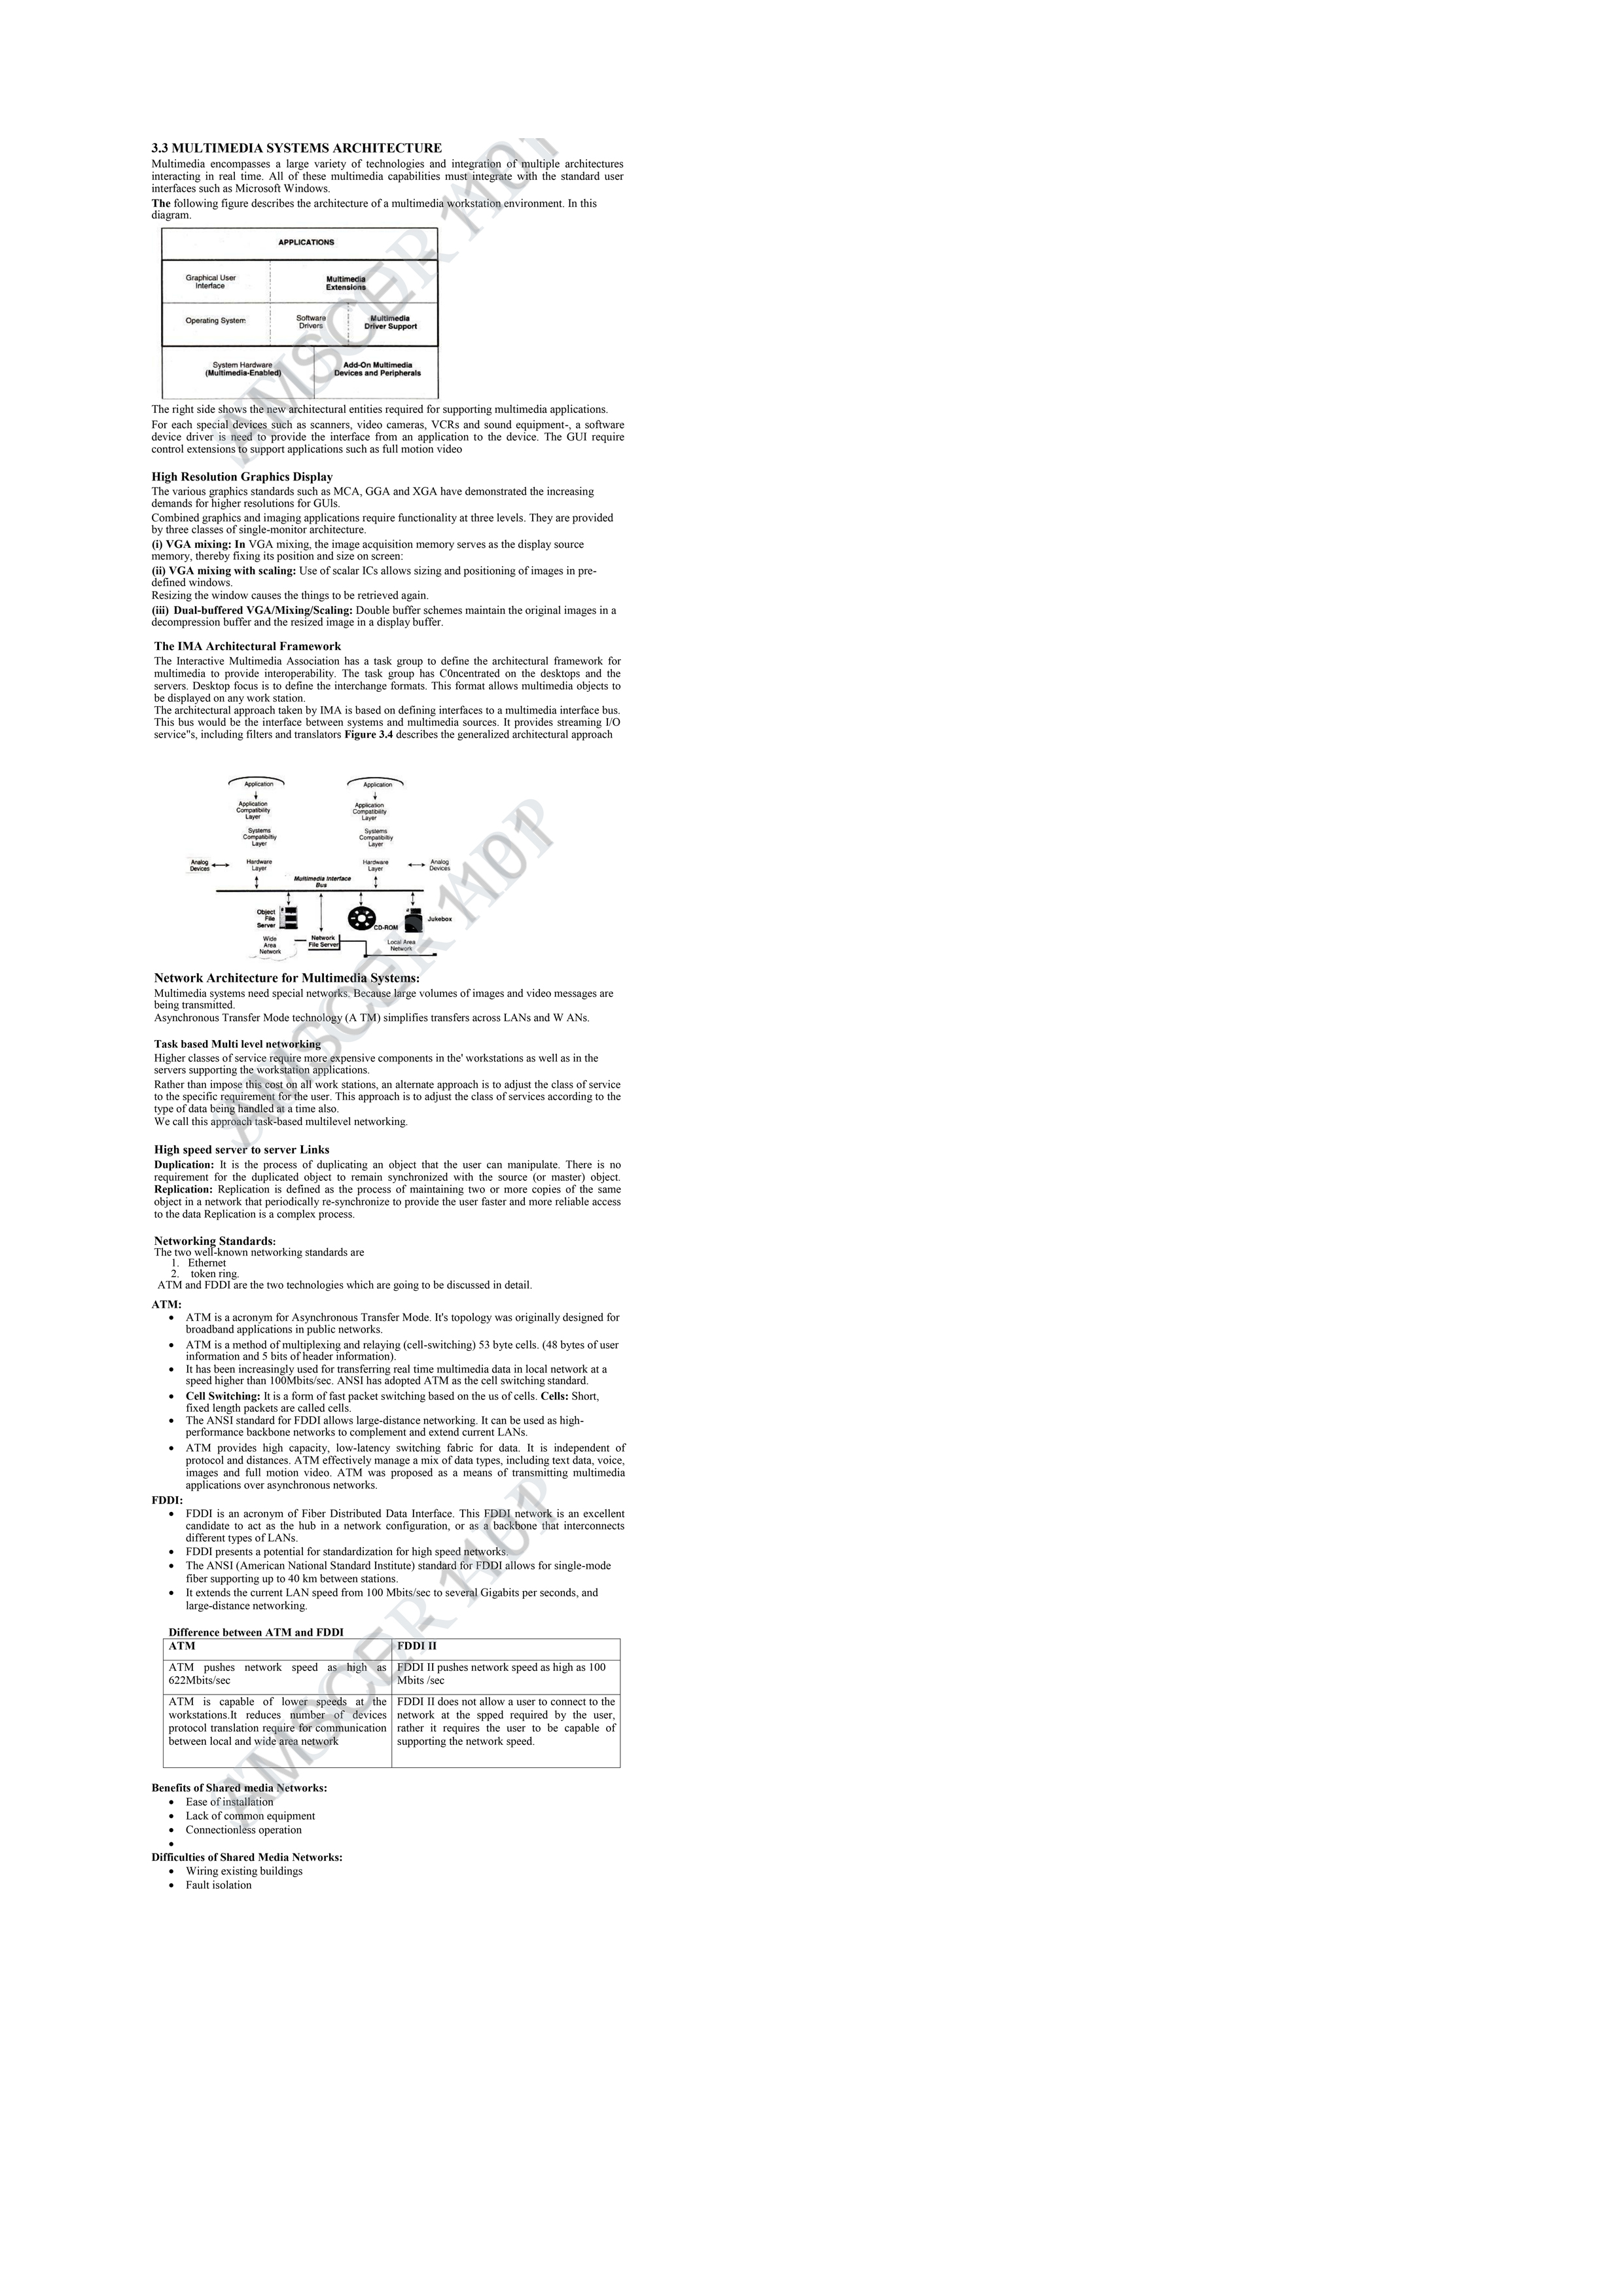 3.3 MULTIMEDIA SYSTEMS ARCHITECTURE
Multimedia encompasses a large variety of technologies and integration of multiple architectures
interacting in real time. All of these multimedia capabilities must integrate with the standard user
interfaces such as Microsoft Windows.
The following figure describes the architecture of a multimedia workstation environment. In this
diagram.
APPLICATIONS
Graphical User
Interface
Multimedia
Extensions
Operating System
Software
Drivers
Multimedia
Driver Support
System Hardware
(Multimedia-Enabled)
Add-On Multimedia
Devices and Peripherals
The right side shows the new architectural entities required for supporting multimedia applications.
For each special devices such as scanners, video cameras, VCRs and sound equipment-, a software
device driver is need to provide the interface from an application to the device. The GUI require
control extensions to support applications such as full motion video
High Resolution Graphics Display
The various graphics standards such as MCA, GGA and XGA have demonstrated the increasing
demands for higher resolutions for GUls.
Combined graphics and imaging applications require functionality at three levels. They are provided
by three classes of single-monitor architecture.
(i) VGA mixing: In VGA mixing, the image acquisition memory serves as the display source
memory, thereby fixing its position and size on screen:
(ii) VGA mixing with scaling: Use of scalar ICs allows sizing and positioning of images in pre-
defined windows.
Resizing the window causes the things to be retrieved again.
(iii) Dual-buffered VGA/Mixing/Scaling: Double buffer schemes maintain the original images in a
decompression buffer and the resized image in a display buffer.
The IMA Architectural Framework
The Interactive Multimedia Association has a task group to define the architectural framework for
multimedia to provide interoperability. The task group has C0ncentrated on the desktops and the
servers. Desktop focus is to define the interchange formats. This format allows multimedia objects to
be displayed on any work station.
The architectural approach taken by IMA is based on defining interfaces to a multimedia interface bus.
This bus would be the interface between systems and multimedia sources. It provides streaming I/O
service"s, including filters and translators Figure 3.4 describes the generalized architectural approach
Application
Application
Application
Compatibility
Layer
Application
Compatibility
Layer
Systems
Compatibiltiy
Layer
Systems
Compatibility
Layer
Analog
Devices
Hardware
Layer
Hardware
Layer
Analog
Devices
Multimedia Interface
Bus
Object
File
Server
CD-ROM
Jukebox
Wide
Area
Network
Network
File Server
Local Area
Network
Network Architecture for Multimedia Systems:
Multimedia systems need special networks. Because large volumes of images and video messages are
being transmitted.
Asynchronous Transfer Mode technology (A TM) simplifies transfers across LANs and W ANs.
Task based Multi level networking
Higher classes of service require more expensive components in the' workstations as well as in the
servers supporting the workstation applications.
Rather than impose this cost on all work stations, an alternate approach is to adjust the class of service
to the specific requirement for the user. This approach is to adjust the class of services according to the
type of data being handled at a time also.
We call this approach task-based multilevel networking.
High speed server to server Links
Duplication: It is the process of duplicating an object that the user can manipulate. There is no
requirement for the duplicated object to remain synchronized with the source (or master) object.
Replication: Replication is defined as the process of maintaining two or more copies of the same
object in a network that periodically re-synchronize to provide the user faster and more reliable access
to the data Replication is a complex process.
Networking Standards:
The two well-known networking standards are
1. Ethernet
2. token ring.
ATM and FDDI are the two technologies which are going to be discussed in detail.
ATM:
• ATM is a acronym for Asynchronous Transfer Mode. It's topology was originally designed for
broadband applications in public networks.
• ATM is a method of multiplexing and relaying (cell-switching) 53 byte cells. (48 bytes of user
information and 5 bits of header information).
• It has been increasingly used for transferring real time multimedia data in local network at a
speed higher than 100Mbits/sec. ANSI has adopted ATM as the cell switching standard.
• Cell Switching: It is a form of fast packet switching based on the us of cells. Cells: Short,
fixed length packets are called cells.
• The ANSI standard for FDDI allows large-distance networking. It can be used as high-
performance backbone networks to complement and extend current LANs.
• ATM provides high capacity, low-latency switching fabric for data. It is independent of
protocol and distances. ATM effectively manage a mix of data types, including text data, voice,
images and full motion video. ATM was proposed as a means of transmitting multimedia
applications over asynchronous networks.
FDDI:
• FDDI is an acronym of Fiber Distributed Data Interface. This FDDI network is an excellent
candidate to act as the hub in a network configuration, or as a backbone that interconnects
different types of LANs.
• FDDI presents a potential for standardization for high speed networks.
• The ANSI (American National Standard Institute) standard for FDDI allows for single-mode
fiber supporting up to 40 km between stations.
• It extends the current LAN speed from 100 Mbits/sec to several Gigabits per seconds, and
large-distance networking.
Difference between ATM and FDDI
ATM
FDDI II
ATM pushes network speed as high as
622Mbits/sec
FDDI II pushes network speed as high as 100
Mbits /sec
ATM is capable of lower speeds at the
workstations.It reduces number of devices
protocol translation require for communication
between local and wide area network
FDDI II does not allow a user to connect to the
network at the spped required by the user,
rather it requires the user to be capable of
supporting the network speed.
Benefits of Shared media Networks:
• Ease of installation
• Lack of common equipment
• Connectionless operation
•
Difficulties of Shared Media Networks:
• Wiring existing buildings
• Fault isolation